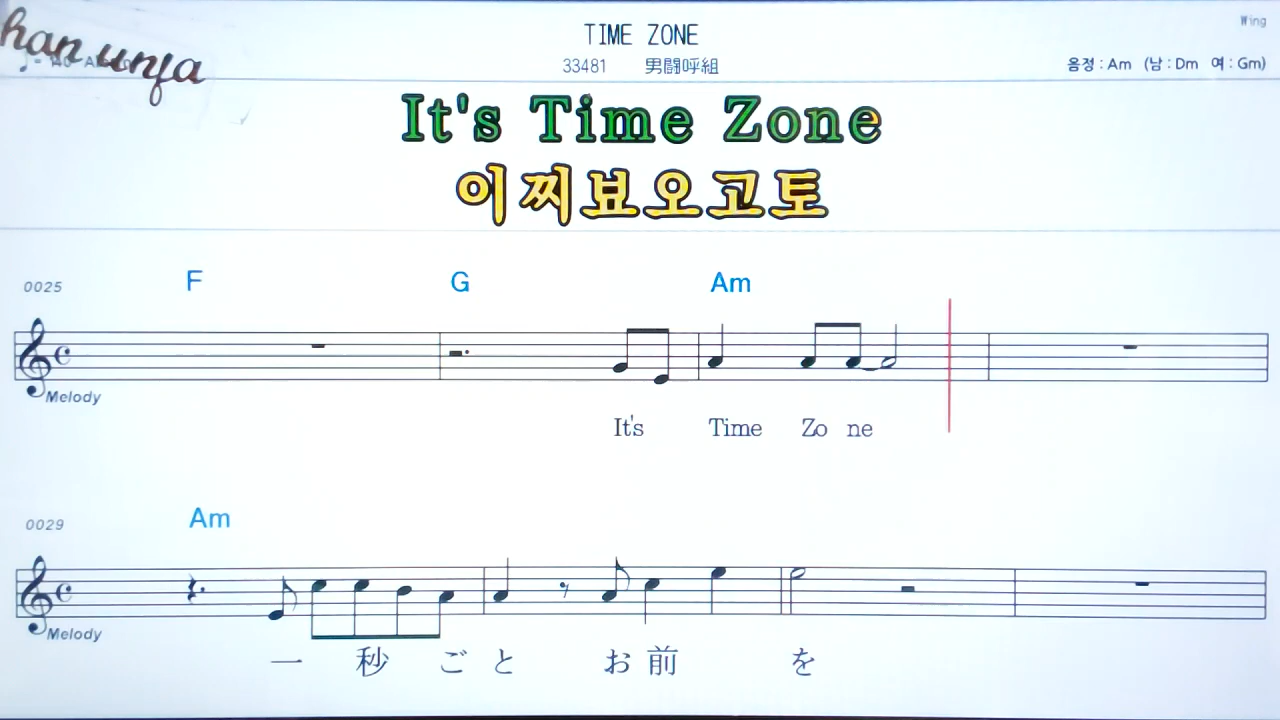 Wing
TIME ZONE
han unja
33481 男闘呼組
음정 : Am (남 : Dm 여 : Gm)
It's Time Zone
이찌뵤오고토
0025 F G Am
Melody
It's Time Zo ne
0029 Am
Melody
一 秒 ご と お 前 を